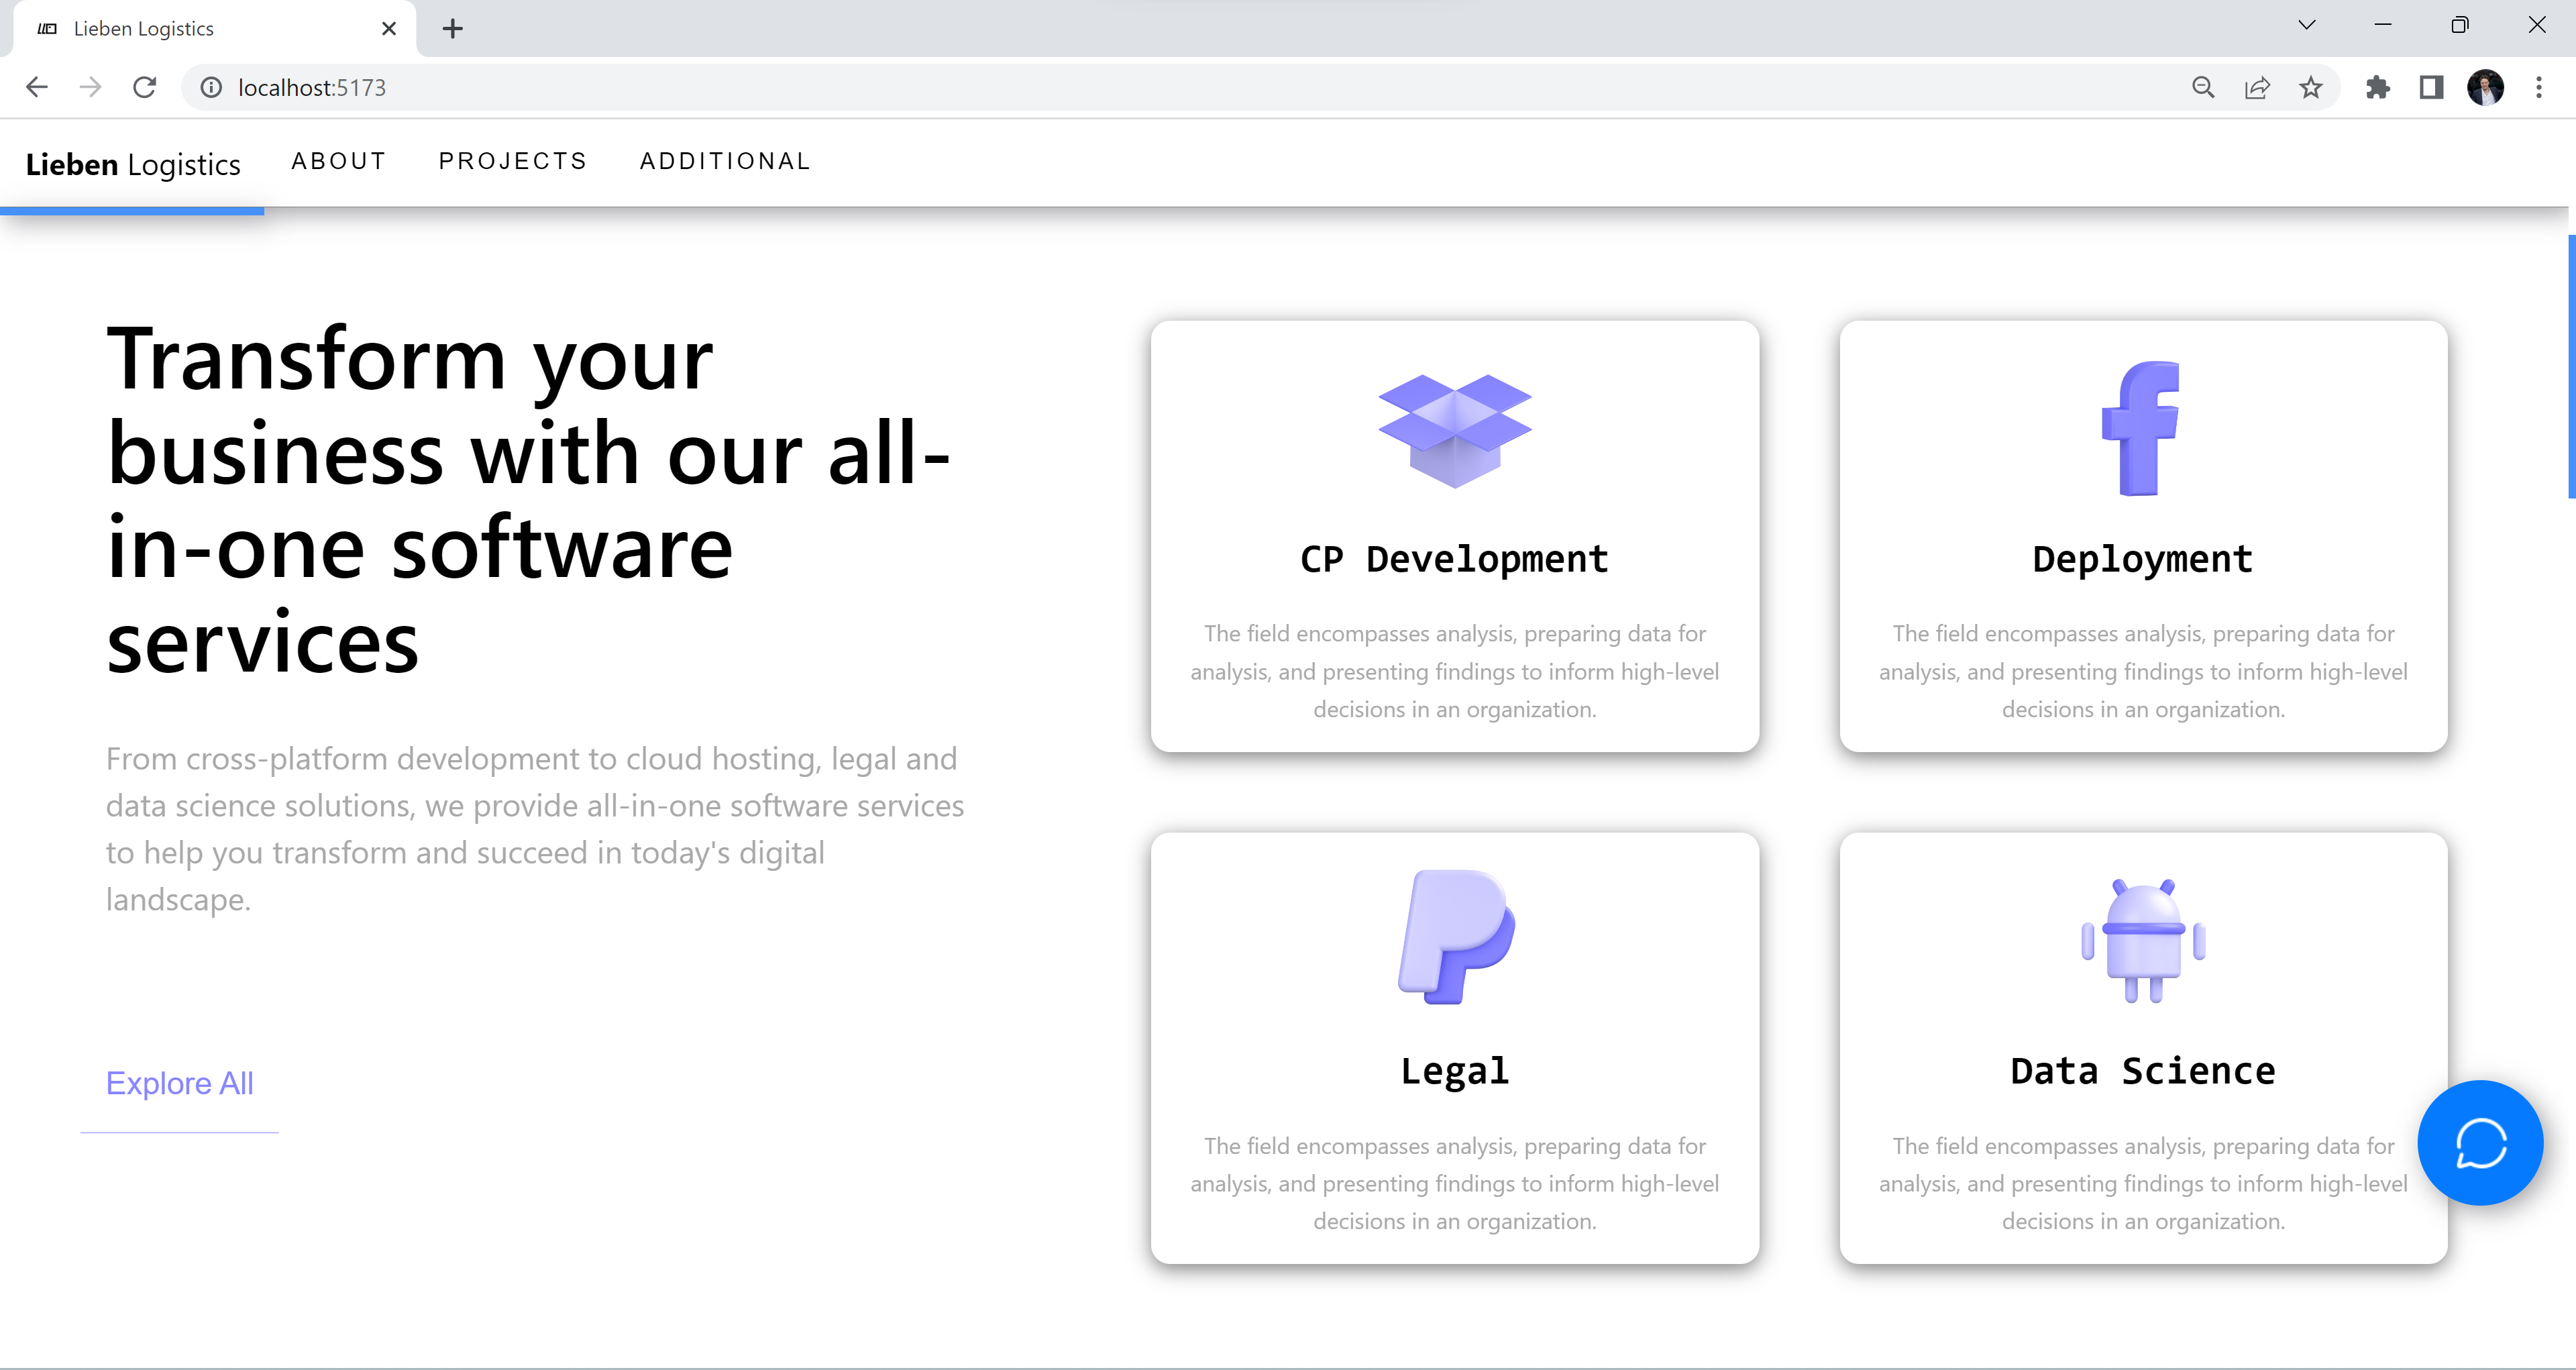 Lieben Logistics
localhost:5173
Lieben Logistics ABOUT PROJECTS ADDITIONAL
Transform your
business with our all-
in-one software
services
From cross-platform development to cloud hosting, legal and
data science solutions, we provide all-in-one software services
to help you transform and succeed in today's digital
landscape.
Explore All
CP Development
The field encompasses analysis, preparing data for
analysis, and presenting findings to inform high-level
decisions in an organization.
Deployment
The field encompasses analysis, preparing data for
analysis, and presenting findings to inform high-level
decisions in an organization.
Legal
The field encompasses analysis, preparing data for
analysis, and presenting findings to inform high-level
decisions in an organization.
Data Science
The field encompasses analysis, preparing data for
analysis, and presenting findings to inform high-level
decisions in an organization.